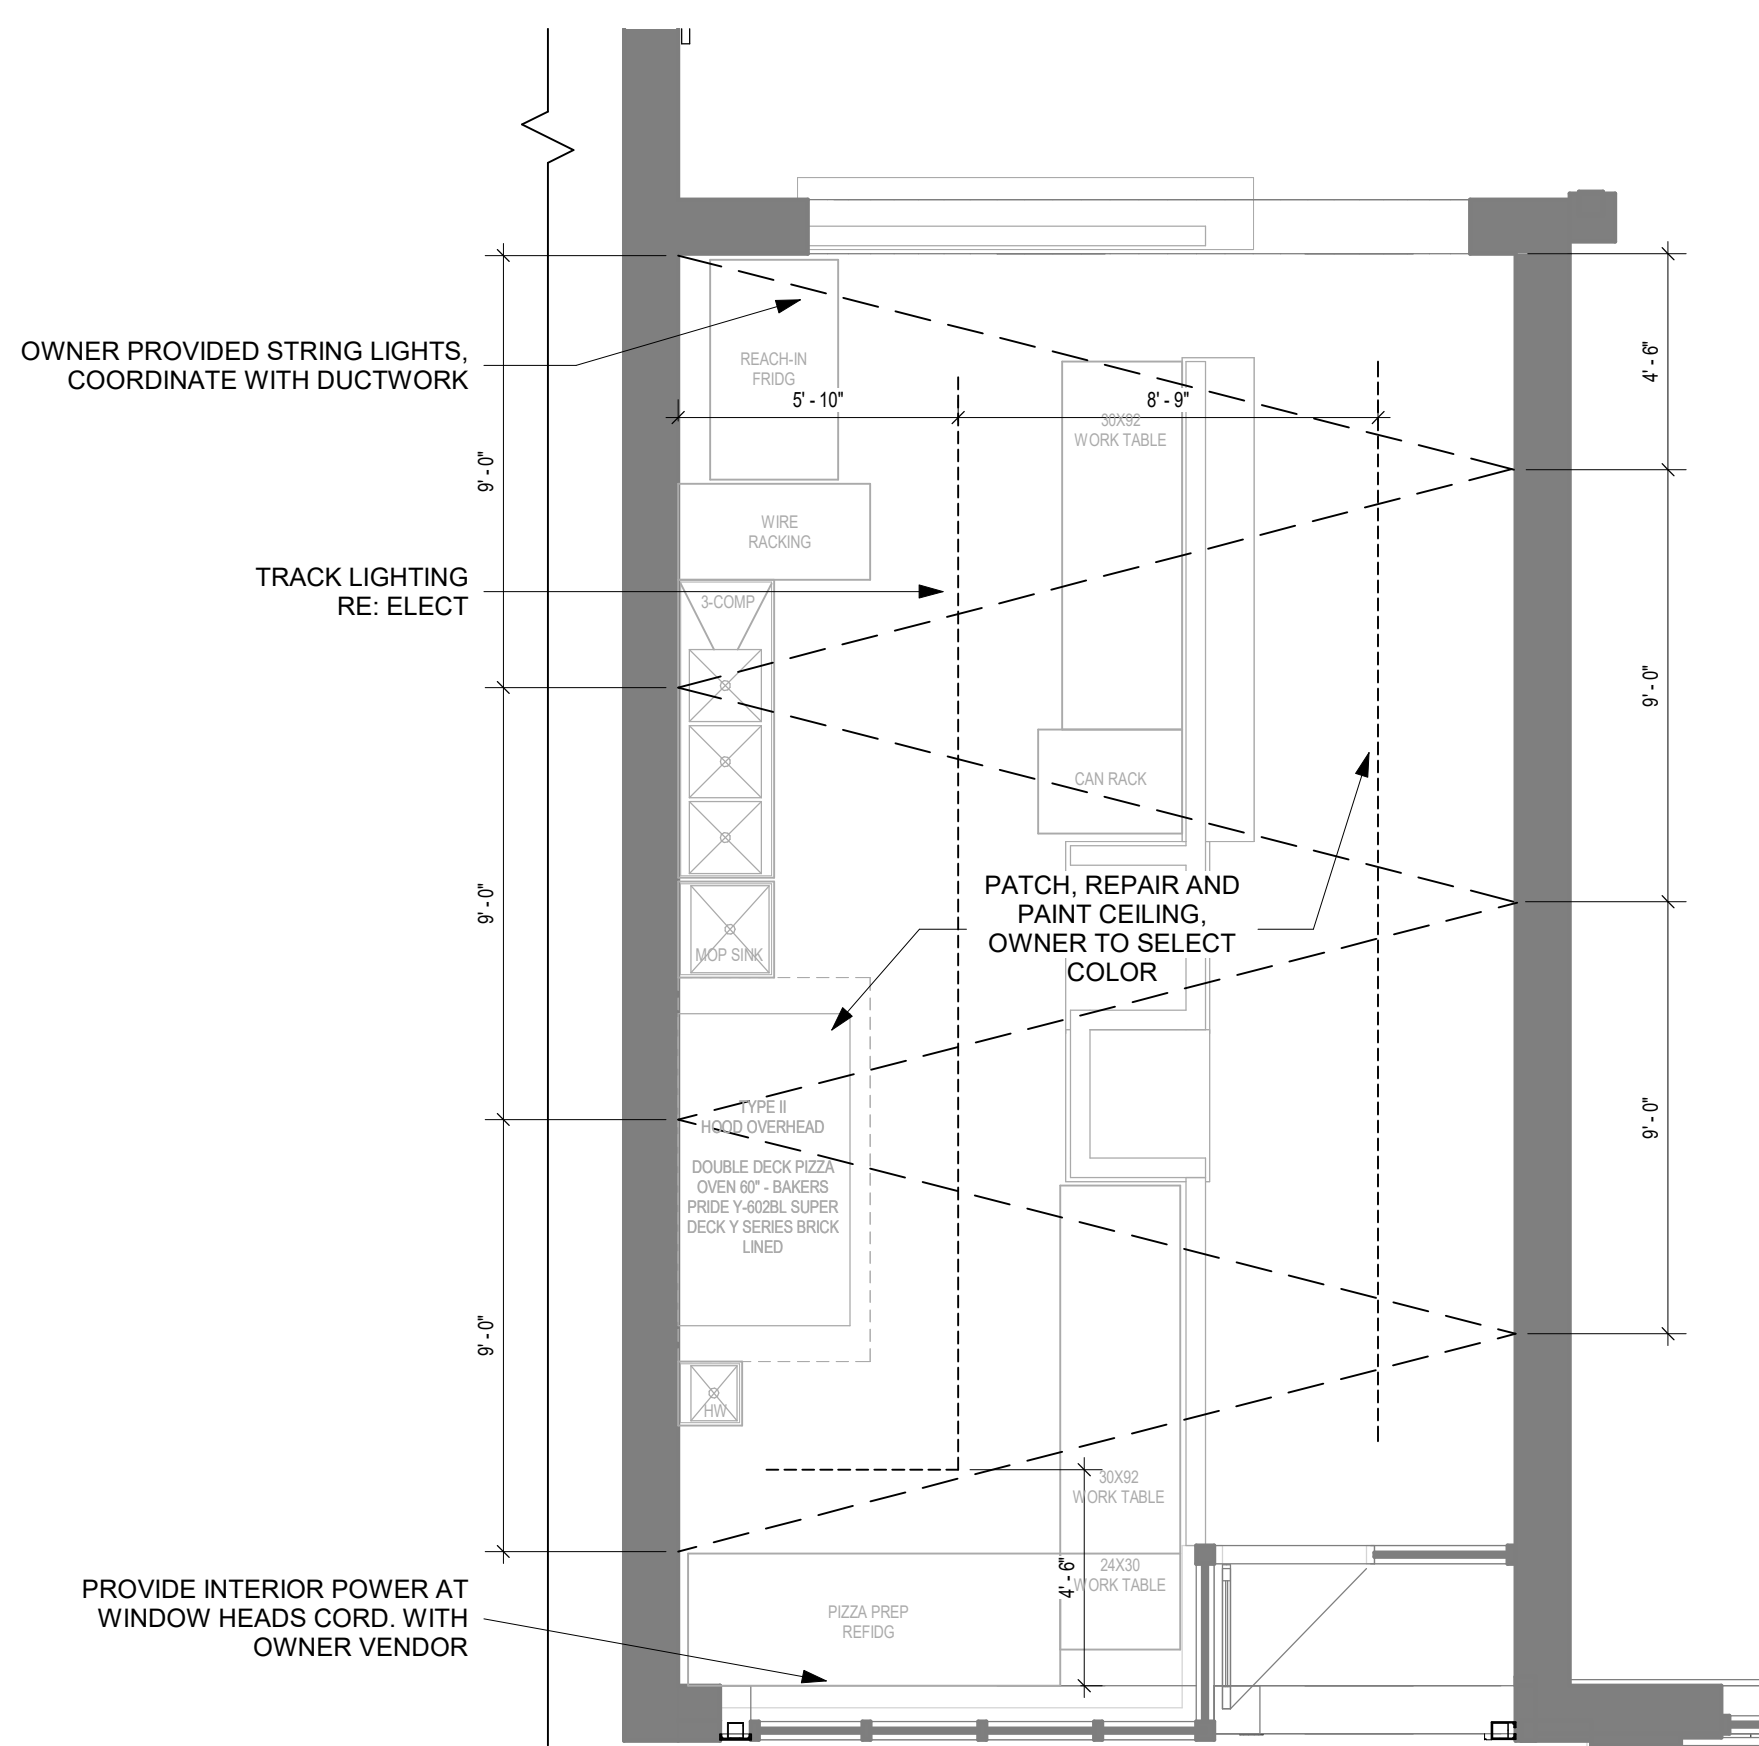 OWNER PROVIDED STRING LIGHTS,
COORDINATE WITH DUCTWORK
REACH-IN
FRIDG
5' - 10"
8' - 9"
4' - 6"
30X92
WORK TABLE
9' - 0"
WIRE
RACKING
TRACK LIGHTING
RE: ELECT
3-COMP
9' - 0"
CAN RACK
PATCH, REPAIR AND
PAINT CEILING,
OWNER TO SELECT
COLOR
9' - 0"
MOP SINK
TYPE II
HOOD OVERHEAD
9' - 0"
DOUBLE DECK PIZZA
OVEN 60" - BAKERS
PRIDE Y-602BL SUPER
DECK Y SERIES BRICK
LINED
9' - 0"
HW
30X92
WORK TABLE
4' - 6"
24X30
WORK TABLE
PIZZA PREP
REFIDG
PROVIDE INTERIOR POWER AT
WINDOW HEADS CORD. WITH
OWNER VENDOR